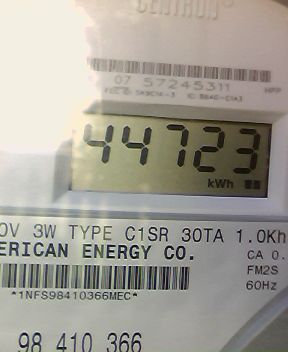 CENTRON®
07 57245311
HPP
44723
kWh
0V 3W TYPE C1SR 30TA 1.0Kh
ERICAN ENERGY CO.
CA 0.
FM2S
*1NFS98410366MEC*
60Hz
98 410 366